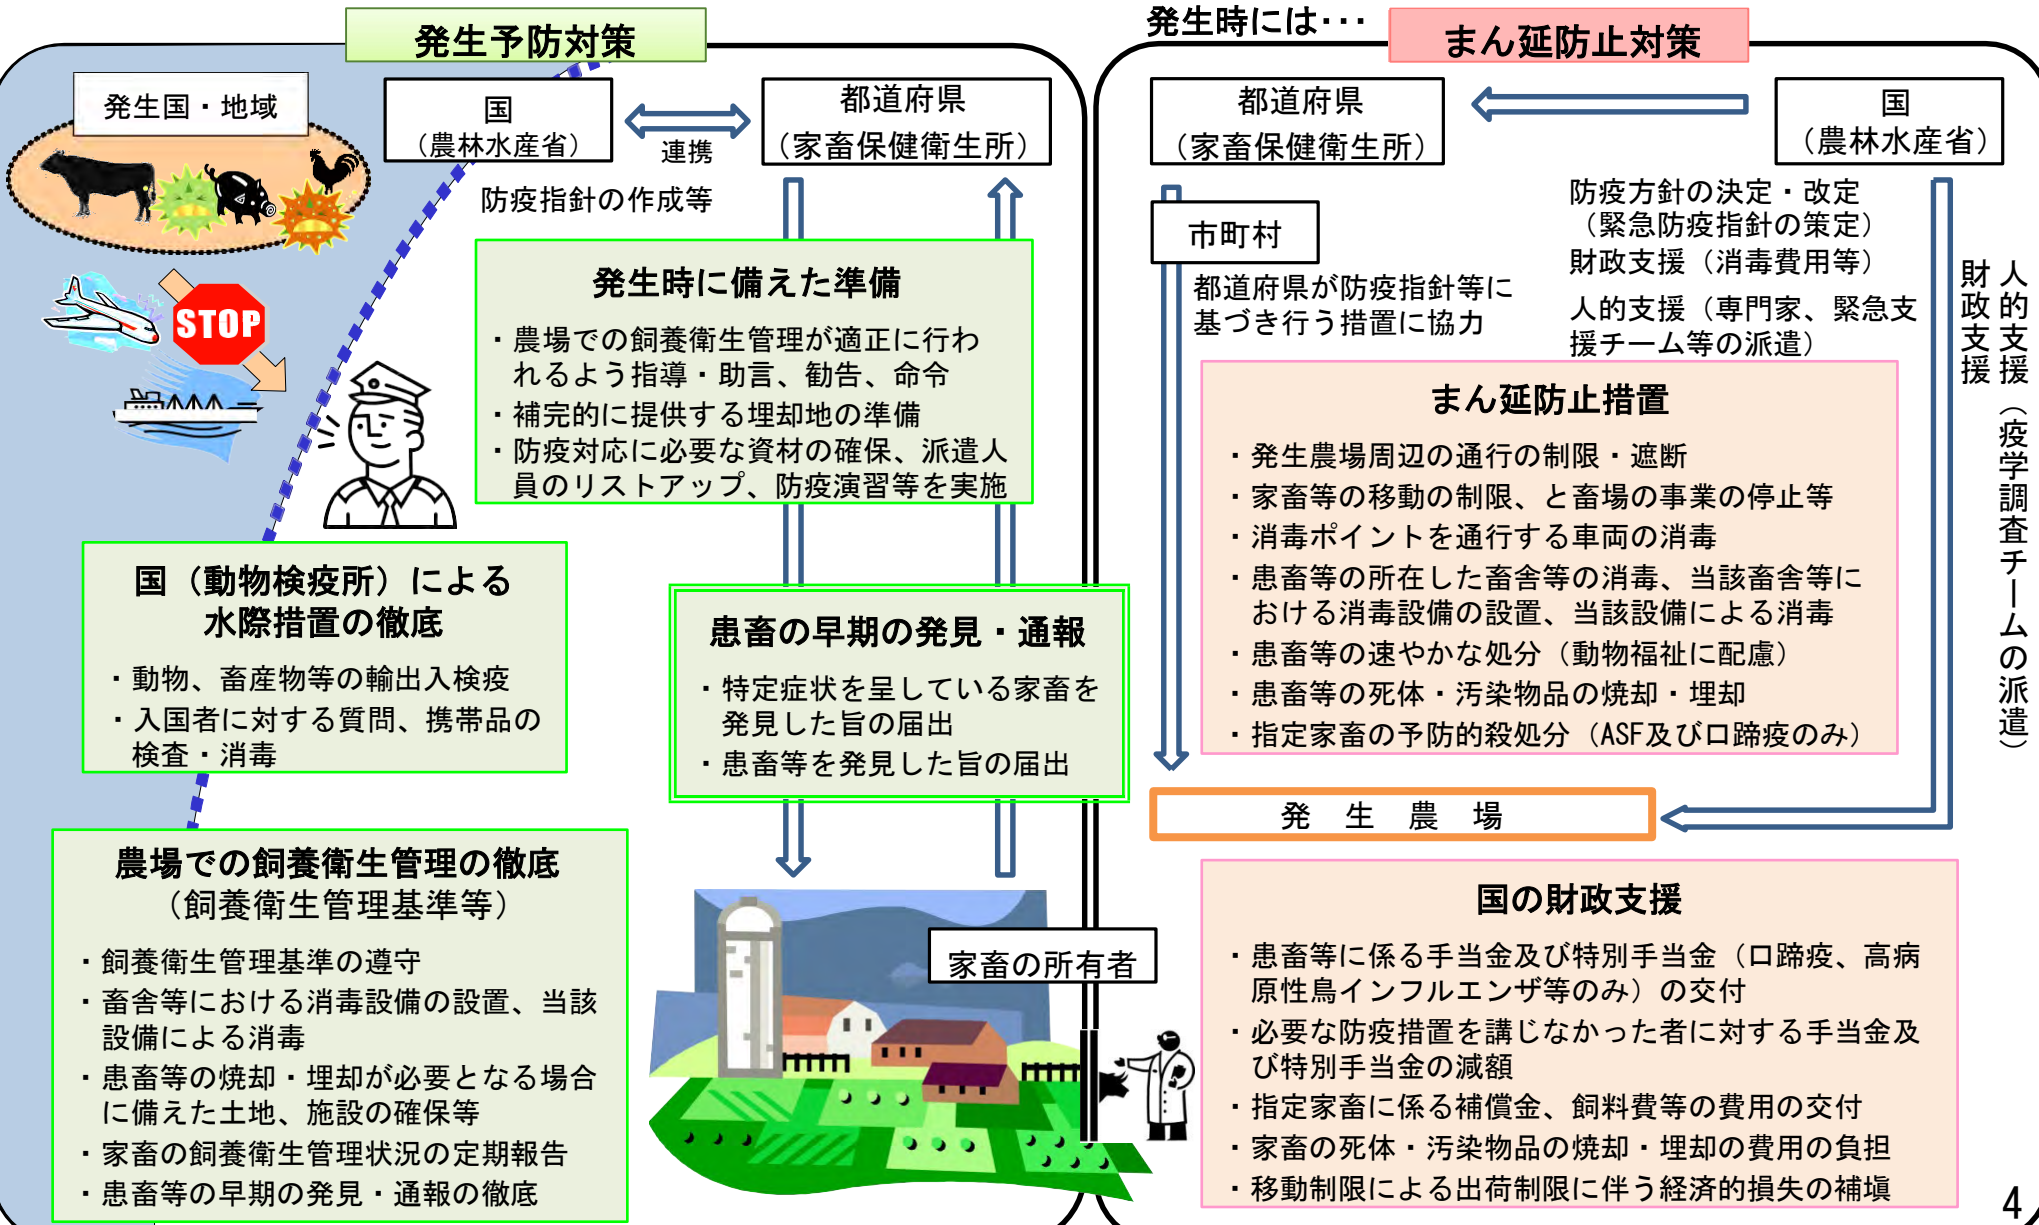 発生予防対策
発生国・地域
国
（農林水産省）
連携
都道府県
（家畜保健衛生所）
防疫指針の作成等
STOP
発生時に備えた準備
・農場での飼養衛生管理が適正に行わ
れるよう指導・助言、勧告、命令
・補完的に提供する埋却地の準備
・防疫対応に必要な資材の確保、派遣人
員のリストアップ、防疫演習等を実施
国（動物検疫所）による
水際措置の徹底
・動物、畜産物等の輸出入検疫
・入国者に対する質問、携帯品の
検査・消毒
患畜の早期の発見・通報
・特定症状を呈している家畜を
発見した旨の届出
・患畜等を発見した旨の届出
農場での飼養衛生管理の徹底
（飼養衛生管理基準等）
・飼養衛生管理基準の遵守
・畜舎等における消毒設備の設置、当該
設備による消毒
・患畜等の焼却・埋却が必要となる場合
に備えた土地、施設の確保等
・家畜の飼養衛生管理状況の定期報告
・患畜等の早期の発見・通報の徹底
家畜の所有者
発生時には･･･
まん延防止対策
都道府県
（家畜保健衛生所）
国
（農林水産省）
市町村
都道府県が防疫指針等に
基づき行う措置に協力
防疫方針の決定・改定
（緊急防疫指針の策定）
財政支援（消毒費用等）
人的支援（専門家、緊急支
援チーム等の派遣）
人的支援（疫学調査チームの派遣）
財政支援
まん延防止措置
・発生農場周辺の通行の制限・遮断
・家畜等の移動の制限、と畜場の事業の停止等
・消毒ポイントを通行する車両の消毒
・患畜等の所在した畜舎等の消毒、当該畜舎等に
おける消毒設備の設置、当該設備による消毒
・患畜等の速やかな処分（動物福祉に配慮）
・患畜等の死体・汚染物品の焼却・埋却
・指定家畜の予防的殺処分（ASF及び口蹄疫のみ）
発　生　農　場
国の財政支援
・患畜等に係る手当金及び特別手当金（口蹄疫、高病
原性鳥インフルエンザ等のみ）の交付
・必要な防疫措置を講じなかった者に対する手当金及
び特別手当金の減額
・指定家畜に係る補償金、飼料費等の費用の交付
・家畜の死体・汚染物品の焼却・埋却の費用の負担
・移動制限による出荷制限に伴う経済的損失の補塡
4